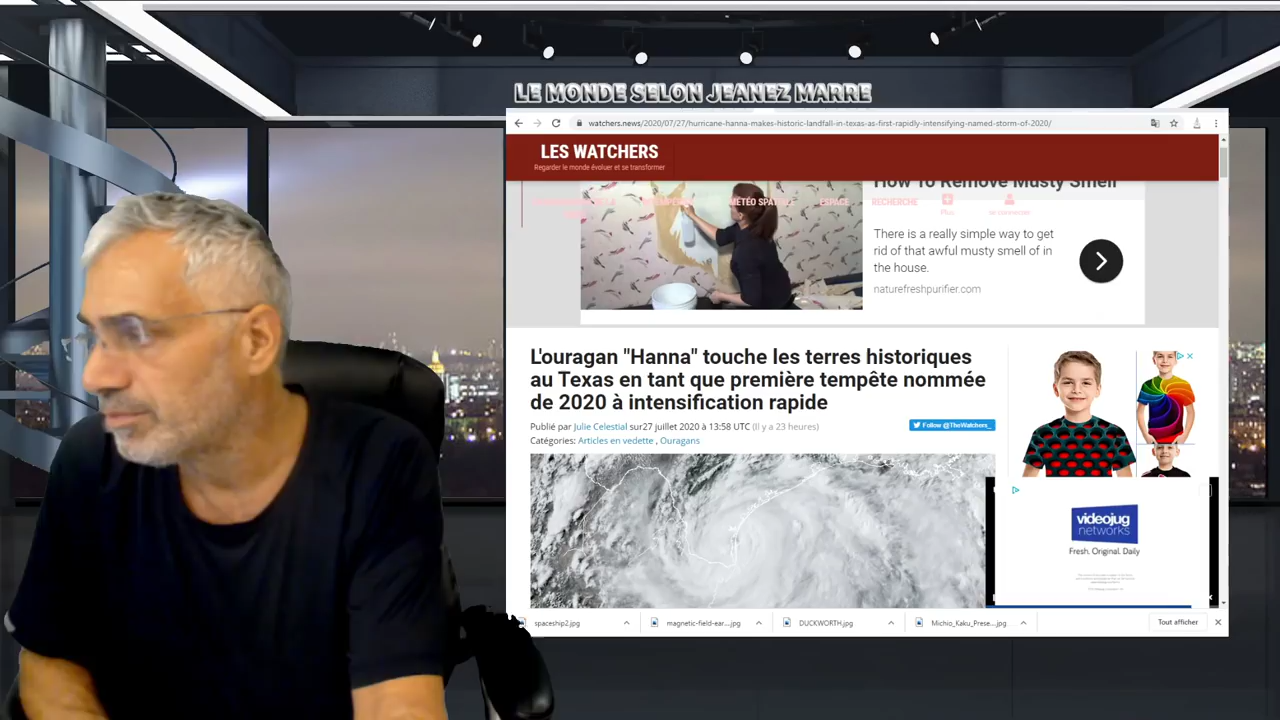 LE MONDE SELON JEANEZ MARRE
watchers.news/2020/07/27/hurricane-hanna-makes-historic-landfall-in-texas-as-first-rapidly-intensifying-named-storm-of-2020/
LES WATCHERS
Regarder le monde évoluer et se transformer
How To Remove Musty Smell
MÉTÉO SPATIALE
ESPACE
RECHERCHE
Plus
se connecter
There is a really simple way to get
rid of that awful musty smell of in
the house.
naturefreshpurifier.com
L'ouragan "Hanna" touche les terres historiques
au Texas en tant que première tempête nommée
de 2020 à intensification rapide
Publié par Julie Celestial sur27 juillet 2020 à 13:58 UTC (Il y a 23 heures)
Follow @TheWatchers_
Catégories: Articles en vedette , Ouragans
videojug
networks
Fresh. Original. Daily
spaceship2.jpg
magnetic-field-ear....jpg
DUCKWORTH.jpg
Michio_Kaku_Prese....jpg
Tout afficher